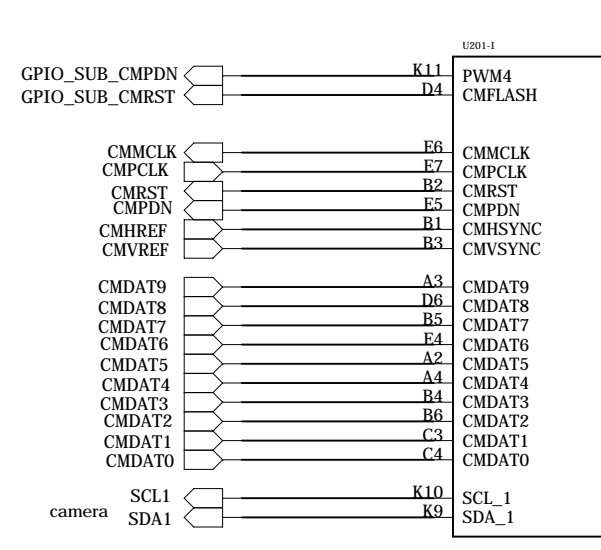 U201-I
GPIO_SUB_CMPDN K11 PWM4
GPIO_SUB_CMRST D4 CMFLASH
CMMCLK E6 CMMCLK
CMPCLK E7 CMPCLK
CMRST B2 CMRST
CMPDN E5 CMPDN
CMHREF B1 CMHSYNC
CMVREF B3 CMVSYNC
CMDAT9 A3 CMDAT9
CMDAT8 D6 CMDAT8
CMDAT7 B5 CMDAT7
CMDAT6 E4 CMDAT6
CMDAT5 A2 CMDAT5
CMDAT4 A4 CMDAT4
CMDAT3 B4 CMDAT3
CMDAT2 B6 CMDAT2
CMDAT1 C3 CMDAT1
CMDAT0 C4 CMDAT0
SCL1 K10 SCL_1
camera SDA1 K9 SDA_1